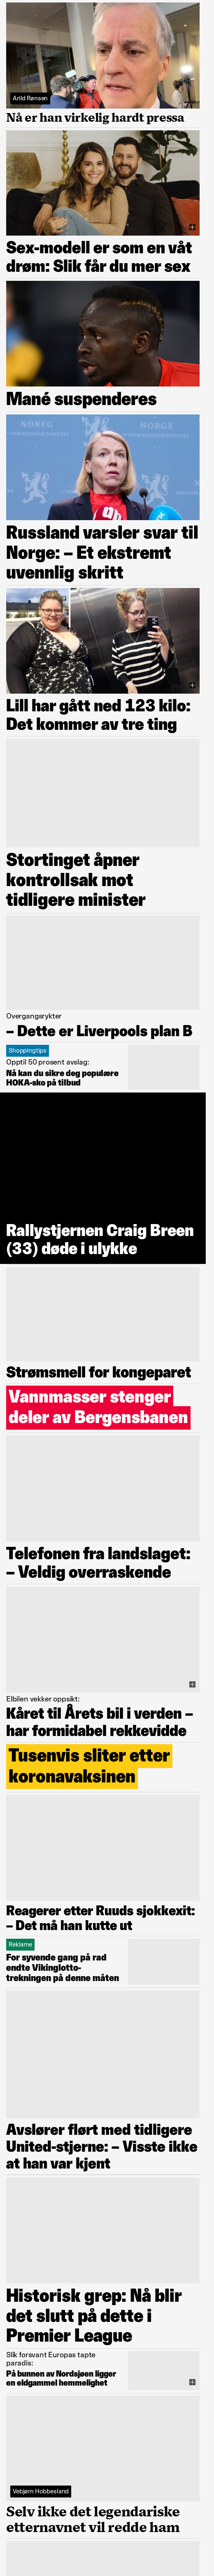 Arild Rønsen
Nå er han virkelig hardt pressa
Sex-modell er som en våt
drøm: Slik får du mer sex
Mané suspenderes
NOREG
NORWAY
Russland varsler svar til
Norge: – Et ekstremt
uvennlig skritt
Lill har gått ned 123 kilo:
Det kommer av tre ting
Stortinget åpner
kontrollsak mot
tidligere minister
Overgangsrykter
– Dette er Liverpools plan B
Shoppingtips
Opptil 50 prosent avslag:
Nå kan du sikre deg populære
HOKA-sko på tilbud
Rallystjernen Craig Breen
(33) døde i ulykke
Strømsmell for kongeparet
Vannmasser stenger
deler av Bergensbanen
Telefonen fra landslaget:
– Veldig overraskende
Elbilen vekker oppsikt:
Kåret til Årets bil i verden –
har formidabel rekkevidde
Tusenvis sliter etter
koronavaksinen
Reagerer etter Ruuds sjokkexit:
– Det må han kutte ut
Reklame
For syvende gang på rad
endte Vikinglotto-
trekningen på denne måten
Avslører flørt med tidligere
United-stjerne: – Visste ikke
at han var kjent
Historisk grep: Nå blir
det slutt på dette i
Premier League
Slik forsvant Europas tapte
paradis:
På bunnen av Nordsjøen ligger
en eldgammel hemmelighet
Vebjørn Hobbesland
Selv ikke det legendariske
etternavnet vil redde ham